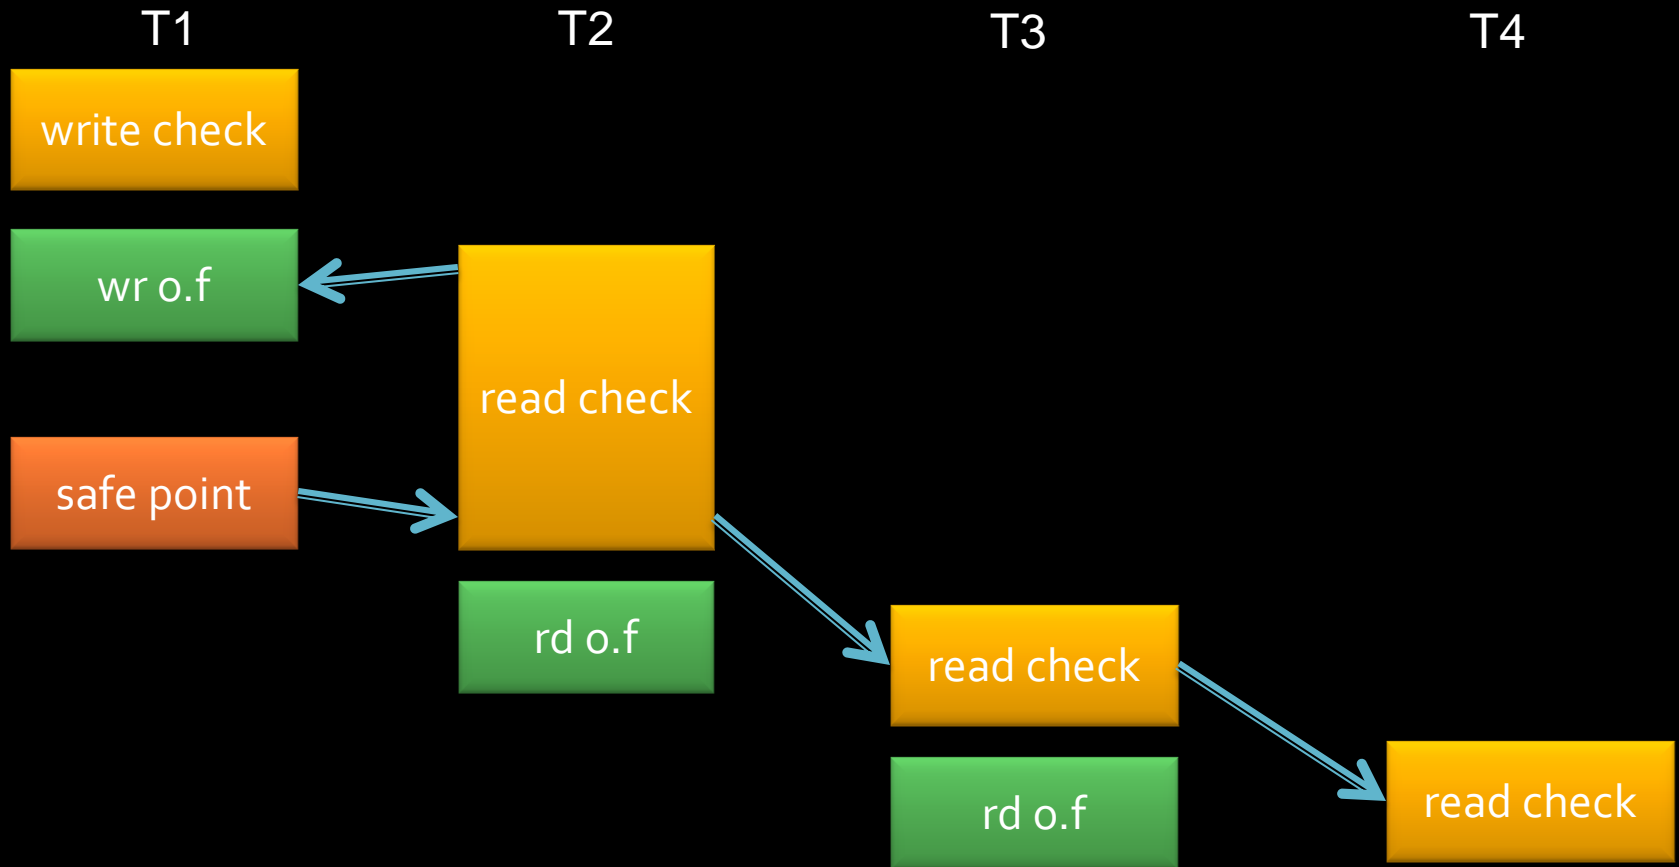 T1
T2
T3
T4
write check
wr o.f
read check
safe point
rd o.f
read check
rd o.f
read check